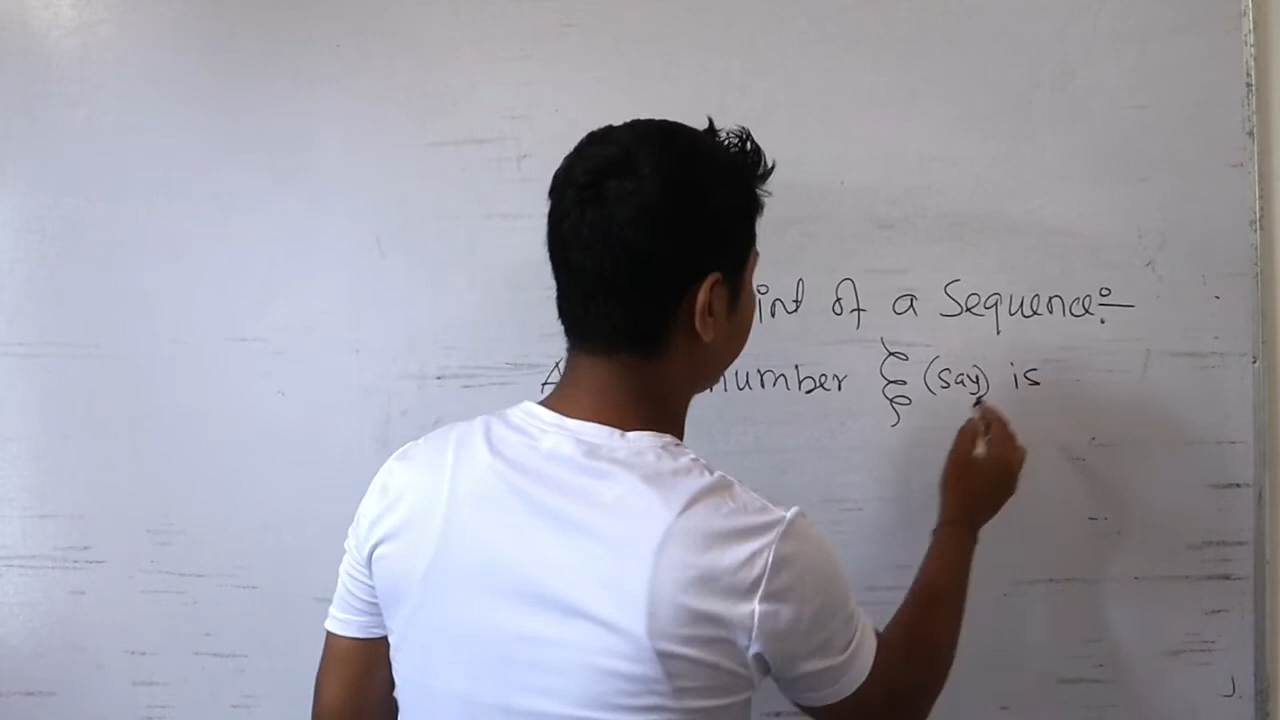 int of a Sequence:-
A number ξ (say) is